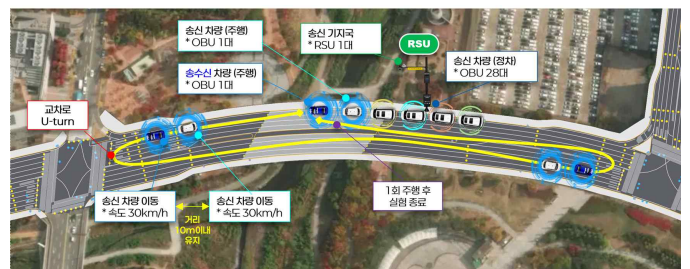 송신 차량 (주행)
* OBU 1대
송신 기지국
* RSU 1대
RSU
송수신 차량 (주행)
* OBU 1대
송신 차량 (정차)
* OBU 28대
교차로
U-turn
송신 차량 이동
* 속도 30km/h
송신 차량 이동
* 속도 30km/h
거리
10m이내
유지
1회 주행 후
실험 종료